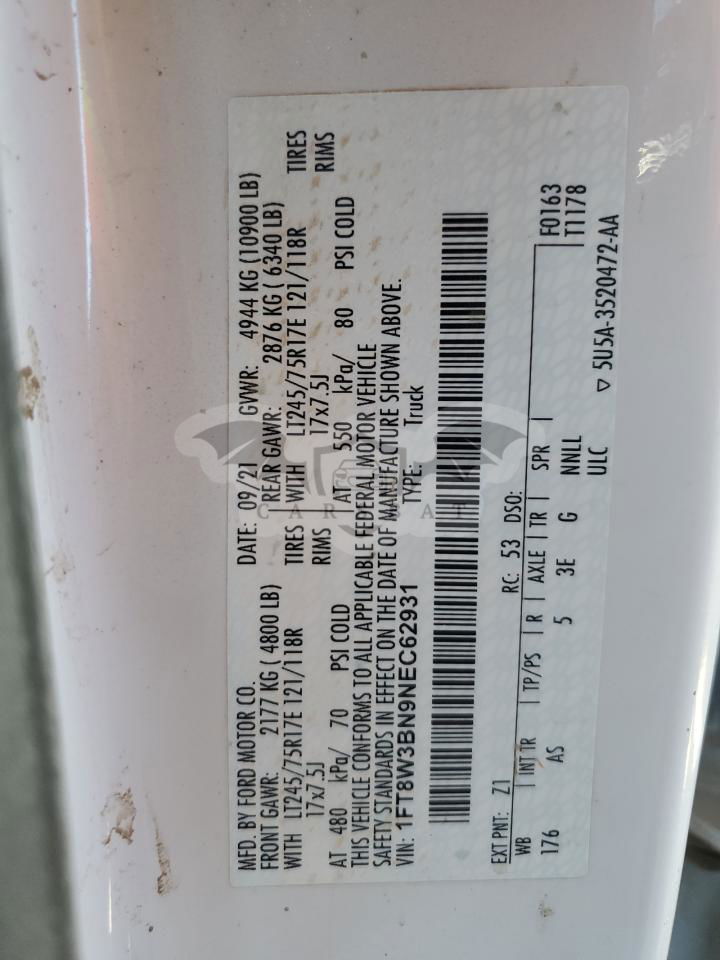 MFD. BY FORD MOTOR CO.
DATE: 09/21 GVWR: 4944 KG (10900 LB)
FRONT GAWR: 2177 KG ( 4800 LB)
REAR GAWR: 2876 KG ( 6340 LB)
WITH LT245/75R17E 121/118R TIRES
WITH LT245/75R17E 121/118R TIRES
17x7.5J RIMS
17x7.5J RIMS
AT 480 kPa/ 70 PSI COLD
AT 550 kPa/ 80 PSI COLD
THIS VEHICLE CONFORMS TO ALL APPLICABLE FEDERAL MOTOR VEHICLE
SAFETY STANDARDS IN EFFECT ON THE DATE OF MANUFACTURE SHOWN ABOVE.
VIN: 1FT8W3BN9NEC62931 TYPE: Truck
EXT PNT: Z1 RC: 53 DSO:
WB INT TR TP/PS R AXLE TR SPR F0163
176 AS 5 3E G NNLL T1178
ULC
▽ 5U5A-3520472-AA